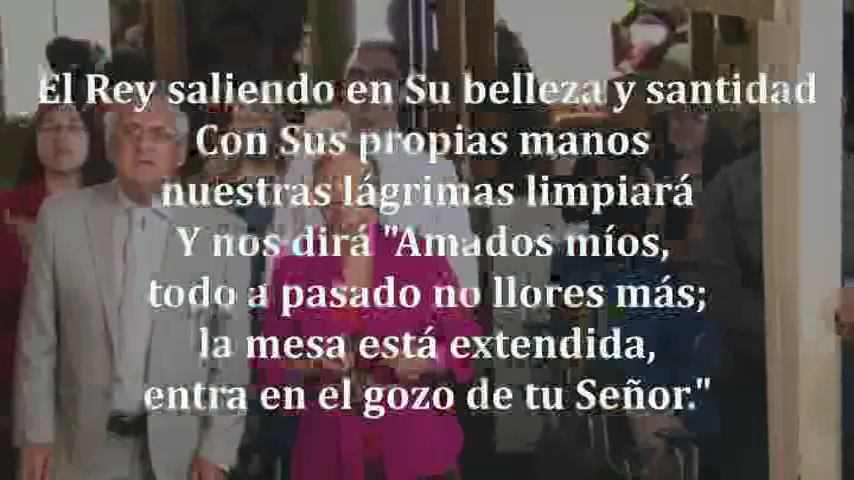 El Rey saliendo en Su belleza y santidad
Con Sus propias manos
nuestras lágrimas limpiará
Y nos dirá "Amados míos,
todo a pasado no llores más;
la mesa está extendida,
entra en el gozo de tu Señor."